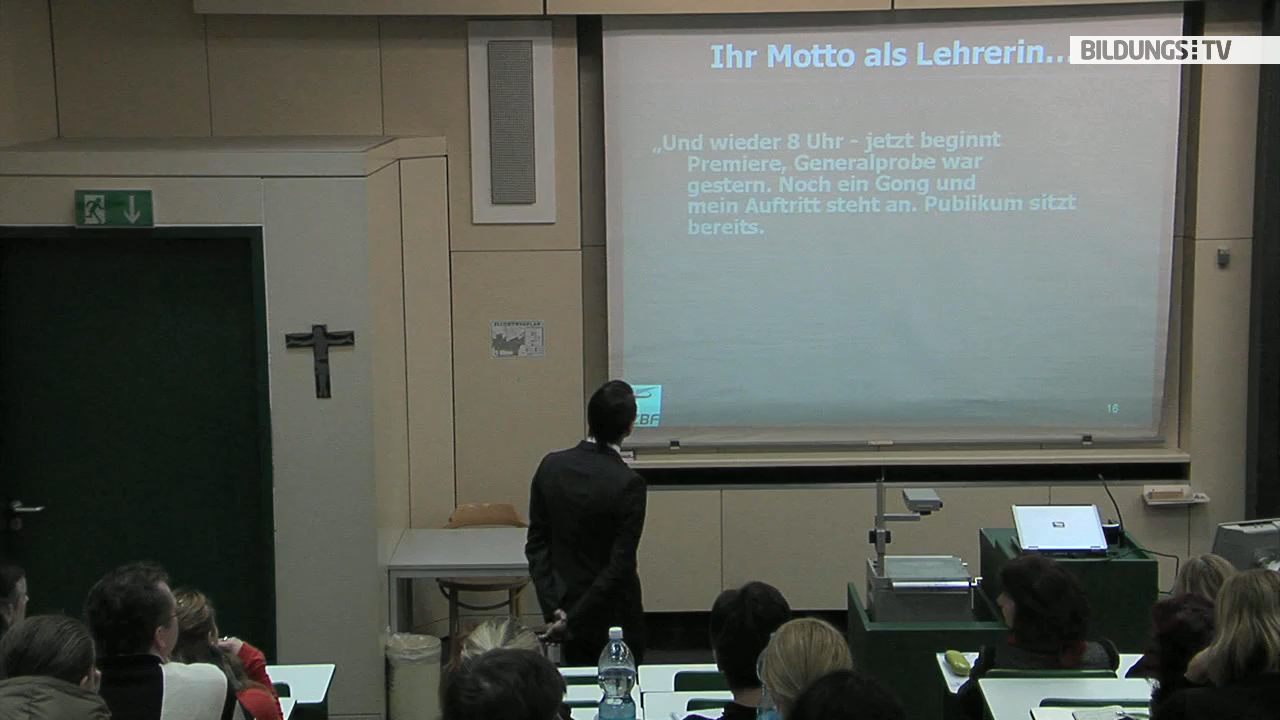 Ihr Motto als Lehrerin...
BILDUNGS TV
„Und wieder 8 Uhr - jetzt beginnt
Premiere, Generalprobe war
gestern. Noch ein Gong und
mein Auftritt steht an. Publikum sitzt
bereits.
FLUCHTWEGPLAN
16